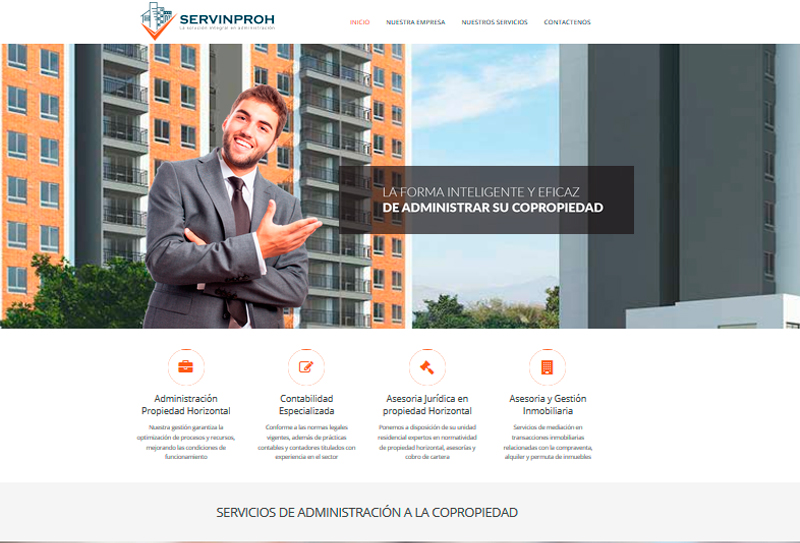 SERVINPROH
La solución integral en administración
INICIO
NUESTRA EMPRESA
NUESTROS SERVICIOS
CONTACTENOS
LA FORMA INTELIGENTE Y EFICAZ
DE ADMINISTRAR SU COPROPIEDAD
Administración
Propiedad Horizontal
Nuestra gestión garantiza la
optimización de procesos y recursos,
mejorando las condiciones de
funcionamiento
Contabilidad
Especializada
Conforme a las normas legales
vigentes, además de prácticas
contables y contadores titulados con
experiencia en el sector
Asesoria Jurídica en
propiedad Horizontal
Ponemos a disposición de su unidad
residencial expertos en normatividad
de propiedad horizontal, asesorías y
cobro de cartera
Asesoria y Gestión
Inmobiliaria
Servicios de mediación en
transacciones inmobiliarias
relacionadas con la compraventa,
alquiler y permuta de inmuebles
SERVICIOS DE ADMINISTRACIÓN A LA COPROPIEDAD